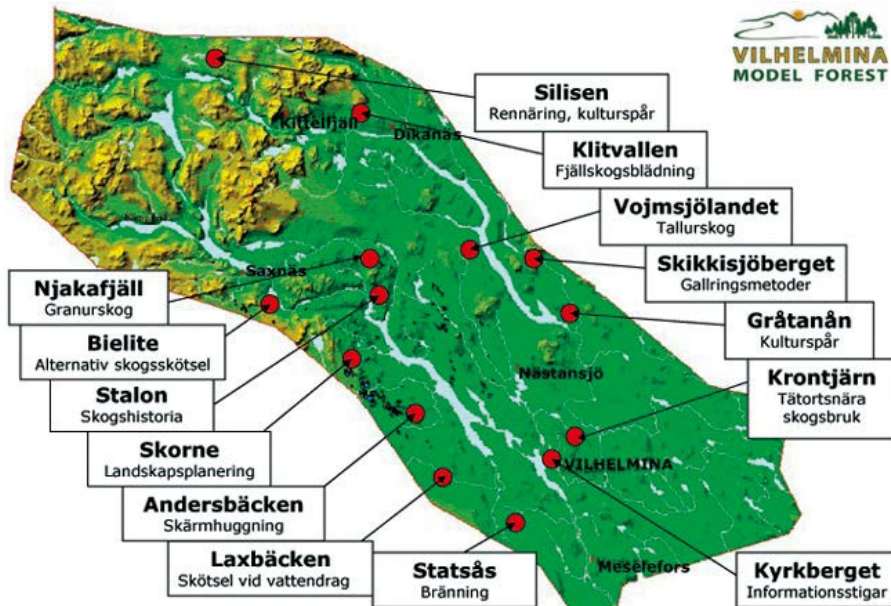 VILHELMINA
MODEL FOREST
Silisen
Rennäring, kulturspår
Kittelfjäll
Dikanäs
Klitvallen
Fjällskogsblädning
Vojmsjölandet
Tallurskog
Skikkisjöberget
Gallringsmetoder
Saxnäs
Njakafjäll
Granurskog
Gråtanån
Kulturspår
Bielite
Alternativ skogsskötsel
Nästansjö
Krontjärn
Tätortsnära
skogsbruk
Stalon
Skogshistoria
Skorne
Landskapsplanering
VILHELMINA
Andersbäcken
Skärmhuggning
Laxbäcken
Skötsel vid vattendrag
Statsås
Bränning
Meselefors
Kyrkberget
Informationsstigar